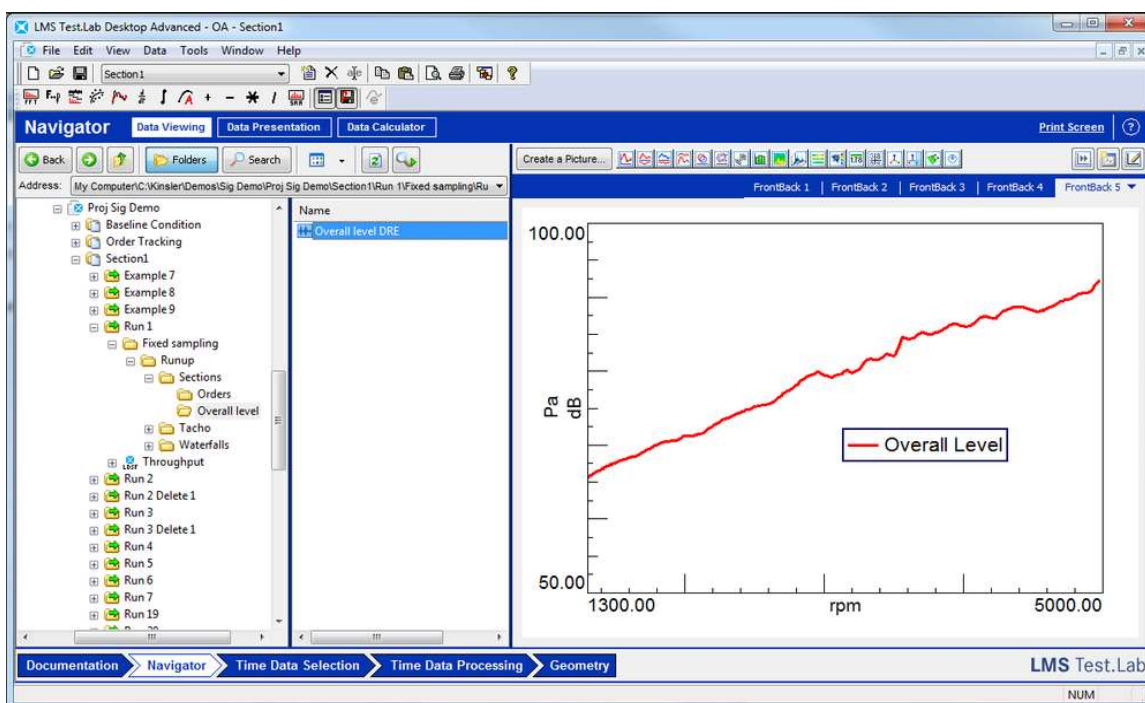 LMS Test.Lab Desktop Advanced - OA - Section1
File Edit View Data Tools Window Help
Section1
Navigator Data Viewing Data Presentation Data Calculator Print Screen
Back Folders Search Create a Picture...
Address: My Computer\C:\Kinsler\Demos\Sig Demo\Proj Sig Demo\Section1\Run 1\Fixed sampling\Ru
FrontBack 1 | FrontBack 2 | FrontBack 3 | FrontBack 4 FrontBack 5
Proj Sig Demo
Baseline Condition
Order Tracking
Section1
Example 7
Example 8
Example 9
Run 1
Fixed sampling
Runup
Sections
Orders
Overall level
Tacho
Waterfalls
Throughput
Run 2
Run 2 Delete 1
Run 3
Run 3 Delete 1
Run 4
Run 5
Run 6
Run 7
Run 19
Name
Overall level DRE
100.00
Pa
dB
Overall Level
50.00
1300.00 rpm 5000.00
Documentation Navigator Time Data Selection Time Data Processing Geometry LMS Test.Lab
NUM